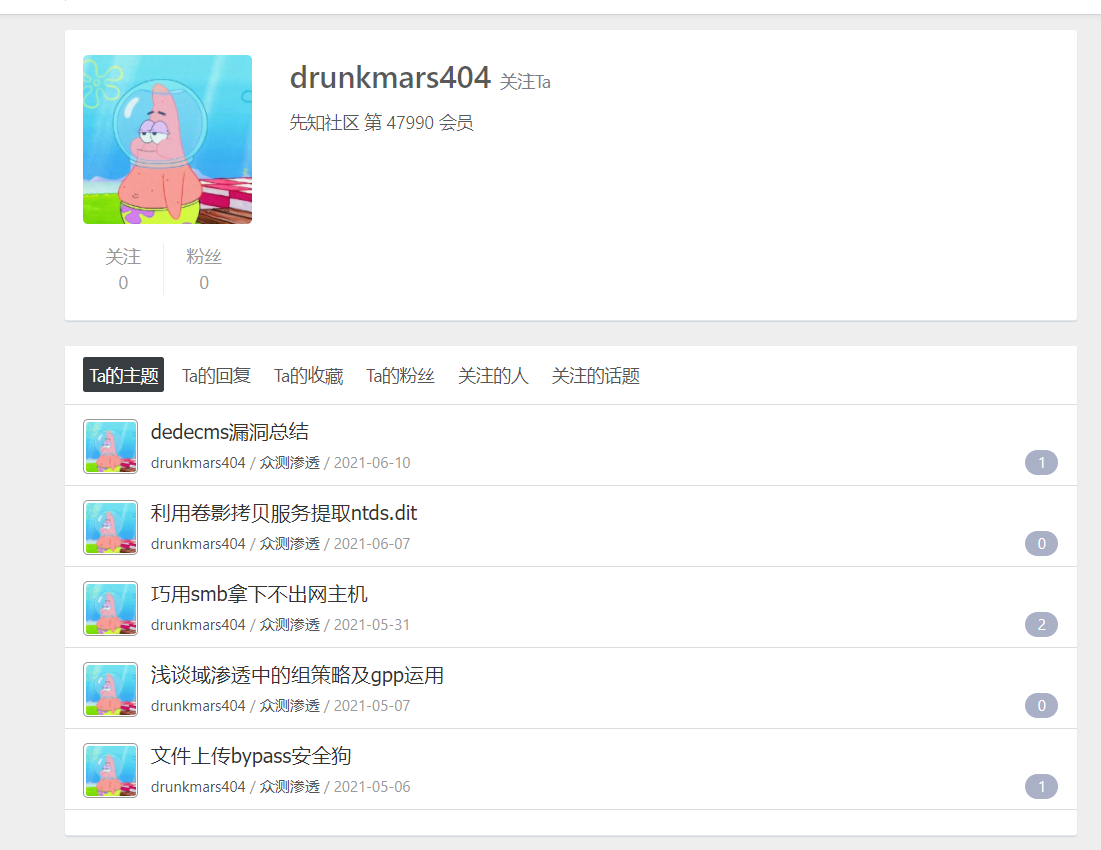 drunkmars404 关注Ta
先知社区 第 47990 会员
关注 粉丝
0 0
Ta的主题 Ta的回复 Ta的收藏 Ta的粉丝 关注的人 关注的话题
dedecms漏洞总结
drunkmars404 / 众测渗透 / 2021-06-10 1
利用卷影拷贝服务提取ntds.dit
drunkmars404 / 众测渗透 / 2021-06-07 0
巧用smb拿下不出网主机
drunkmars404 / 众测渗透 / 2021-05-31 2
浅谈域渗透中的组策略及gpp运用
drunkmars404 / 众测渗透 / 2021-05-07 0
文件上传bypass安全狗
drunkmars404 / 众测渗透 / 2021-05-06 1